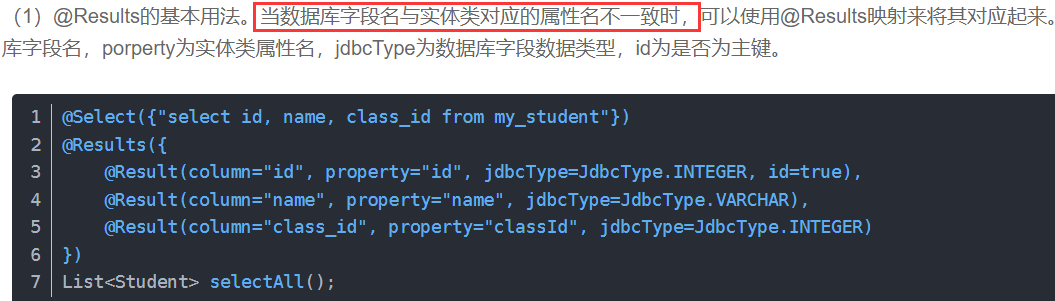 （1）@Results的基本用法。当数据库字段名与实体类对应的属性名不一致时，可以使用@Results映射来将其对应起来。
库字段名，porperty为实体类属性名，jdbcType为数据库字段数据类型，id为是否为主键。
1 @Select({"select id, name, class_id from my_student"})
2 @Results({
3     @Result(column="id", property="id", jdbcType=JdbcType.INTEGER, id=true),
4     @Result(column="name", property="name", jdbcType=JdbcType.VARCHAR),
5     @Result(column="class_id", property="classId", jdbcType=JdbcType.INTEGER)
6 })
7 List<Student> selectAll();